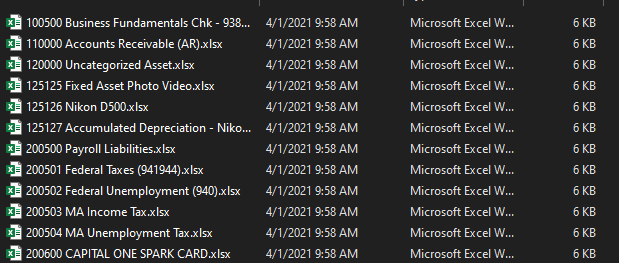 100500 Business Fundamentals Chk - 938... 4/1/2021 9:58 AM Microsoft Excel W... 6 KB
110000 Accounts Receivable (AR).xlsx 4/1/2021 9:58 AM Microsoft Excel W... 6 KB
120000 Uncategorized Asset.xlsx 4/1/2021 9:58 AM Microsoft Excel W... 6 KB
125125 Fixed Asset Photo Video.xlsx 4/1/2021 9:58 AM Microsoft Excel W... 6 KB
125126 Nikon D500.xlsx 4/1/2021 9:58 AM Microsoft Excel W... 6 KB
125127 Accumulated Depreciation - Niko... 4/1/2021 9:58 AM Microsoft Excel W... 6 KB
200500 Payroll Liabilities.xlsx 4/1/2021 9:58 AM Microsoft Excel W... 6 KB
200501 Federal Taxes (941944).xlsx 4/1/2021 9:58 AM Microsoft Excel W... 6 KB
200502 Federal Unemployment (940).xlsx 4/1/2021 9:58 AM Microsoft Excel W... 6 KB
200503 MA Income Tax.xlsx 4/1/2021 9:58 AM Microsoft Excel W... 6 KB
200504 MA Unemployment Tax.xlsx 4/1/2021 9:58 AM Microsoft Excel W... 6 KB
200600 CAPITAL ONE SPARK CARD.xlsx 4/1/2021 9:58 AM Microsoft Excel W... 6 KB